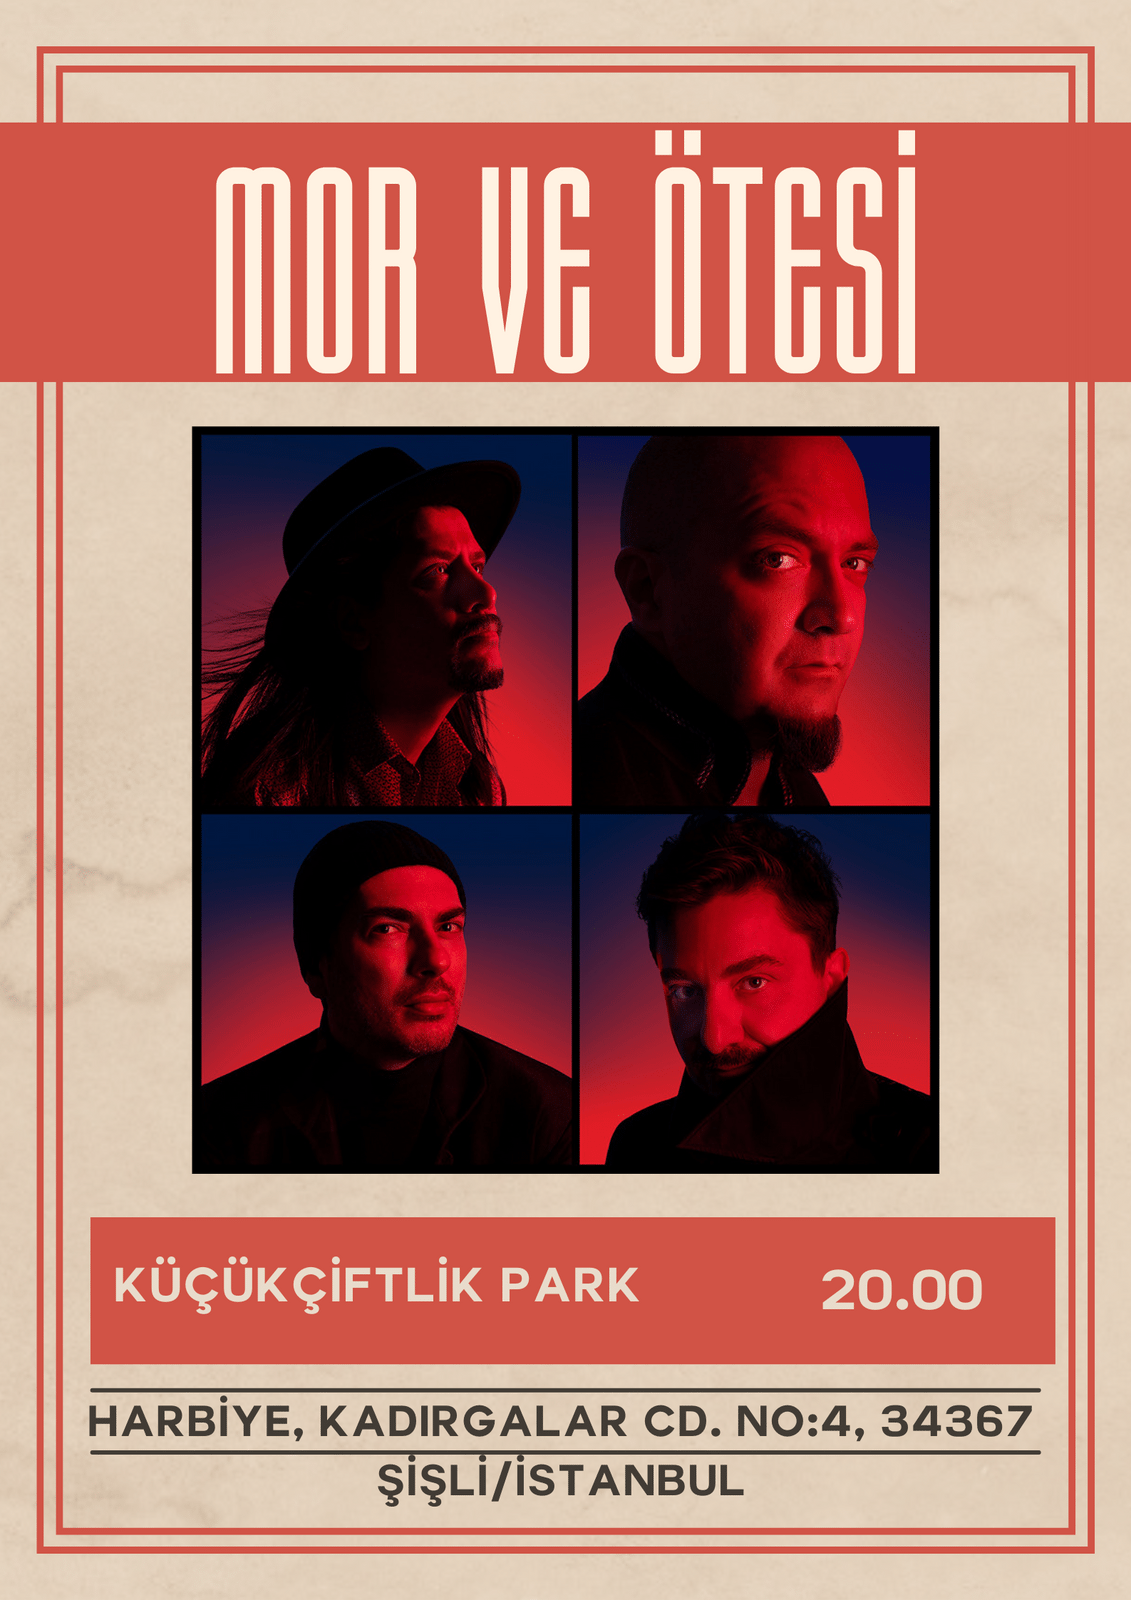 MOR VE ÖTESİ
KÜÇÜKÇİFTLİK PARK 20.00
HARBİYE, KADIRGALAR CD. NO:4, 34367
ŞİŞLİ/İSTANBUL